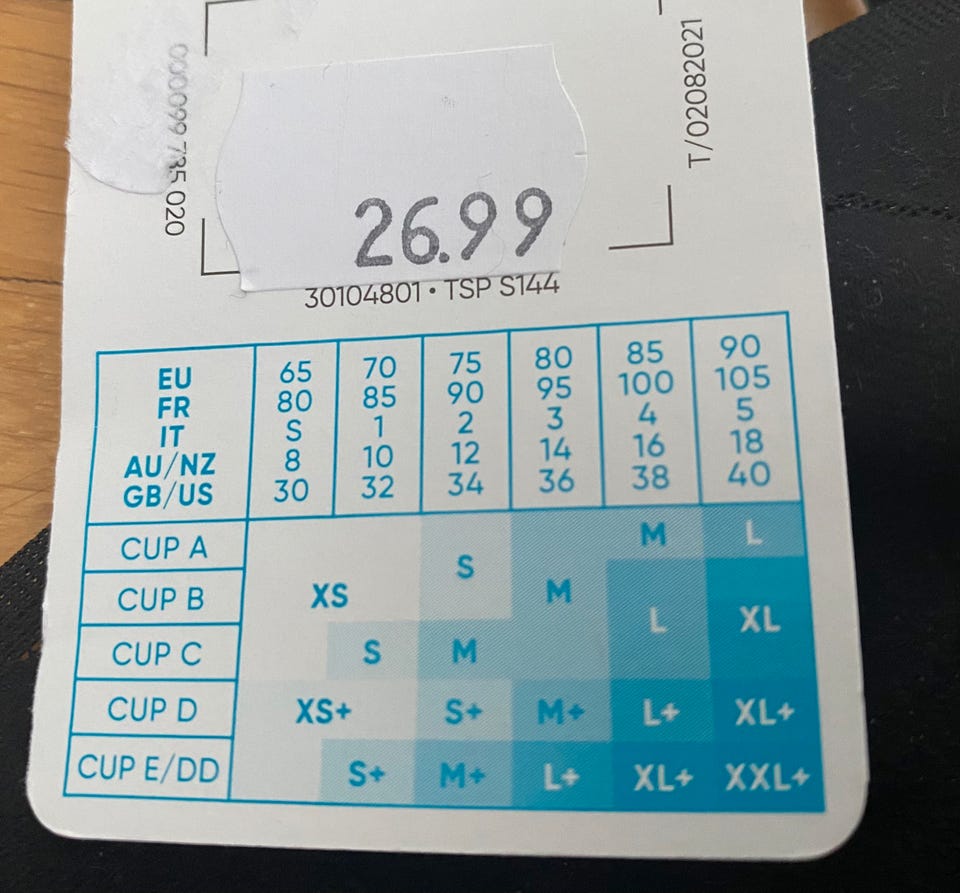 000099 785 020
T/02082021
26.99
30104801 • TSP S144
EU 65 70 75 80 85 90
FR 80 85 90 95 100 105
IT S 1 2 3 4 5
AU/NZ 8 10 12 14 16 18
GB/US 30 32 34 36 38 40
CUP A S M L
CUP B XS M L XL
CUP C S M
CUP D XS+ S+ M+ L+ XL+
CUP E/DD S+ M+ L+ XL+ XXL+